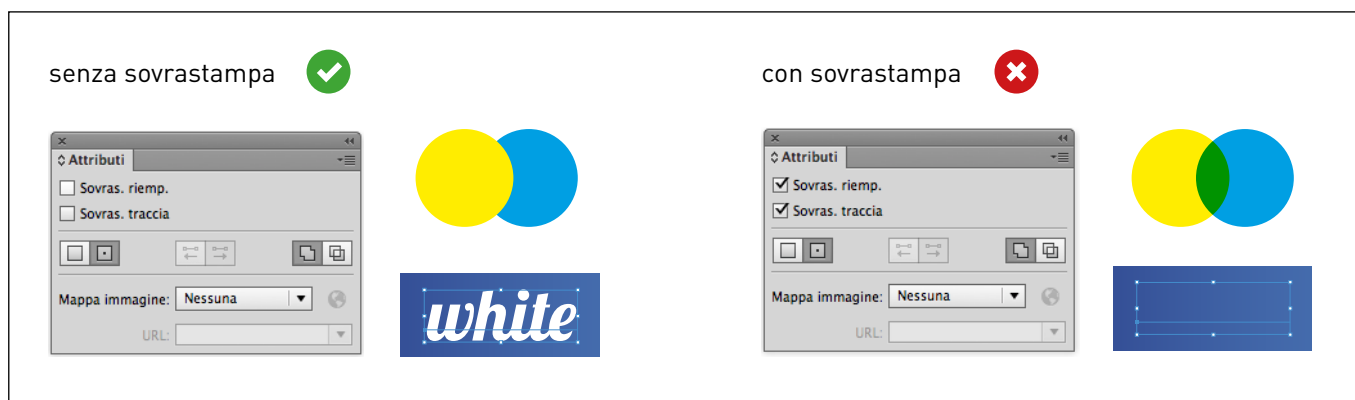 senza sovrastampa
Attributi
Sovras. riemp.
Sovras. traccia
Mappa immagine: Nessuna
URL:
white
con sovrastampa
Attributi
Sovras. riemp.
Sovras. traccia
Mappa immagine: Nessuna
URL: